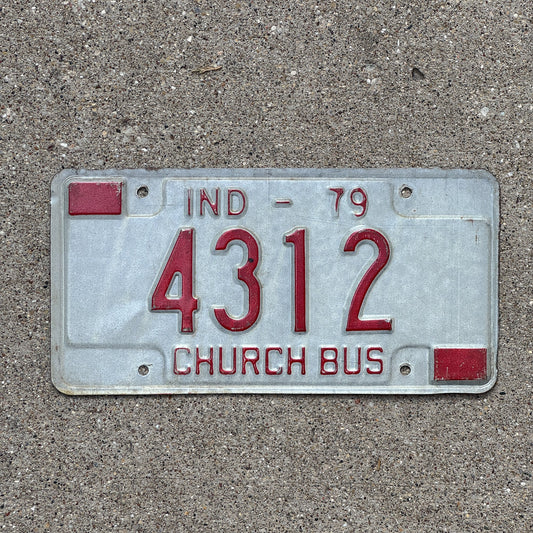 IND - 79
4312
CHURCH BUS